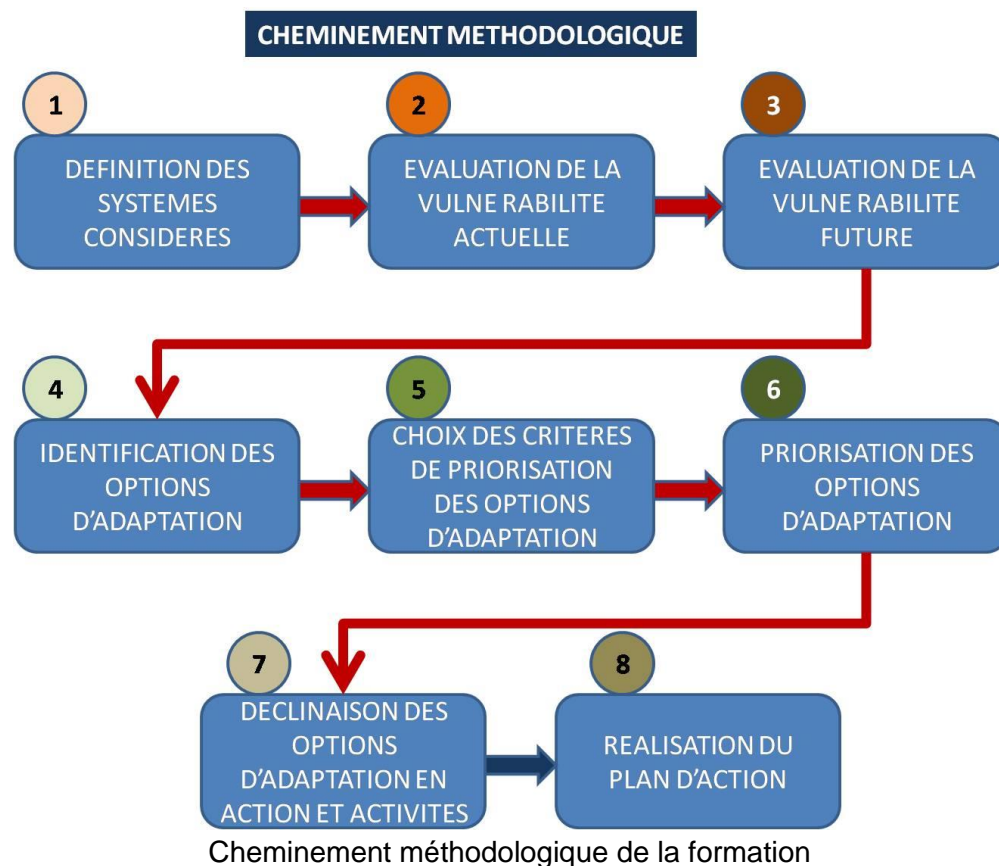 CHEMINEMENT METHODOLOGIQUE
1
DEFINITION DES
SYSTEMES
CONSIDERES
2
EVALUATION DE LA
VULNE RABILITE
ACTUELLE
3
EVALUATION DE LA
VULNE RABILITE
FUTURE
4
IDENTIFICATION DES
OPTIONS
D’ADAPTATION
5
CHOIX DES CRITERES
DE PRIORISATION
DES OPTIONS
D’ADAPTATION
6
PRIORISATION DES
OPTIONS
D’ADAPTATION
7
DECLINAISON DES
OPTIONS
D’ADAPTATION EN
ACTION ET ACTIVITES
8
REALISATION DU
PLAN D’ACTION
Cheminement méthodologique de la formation